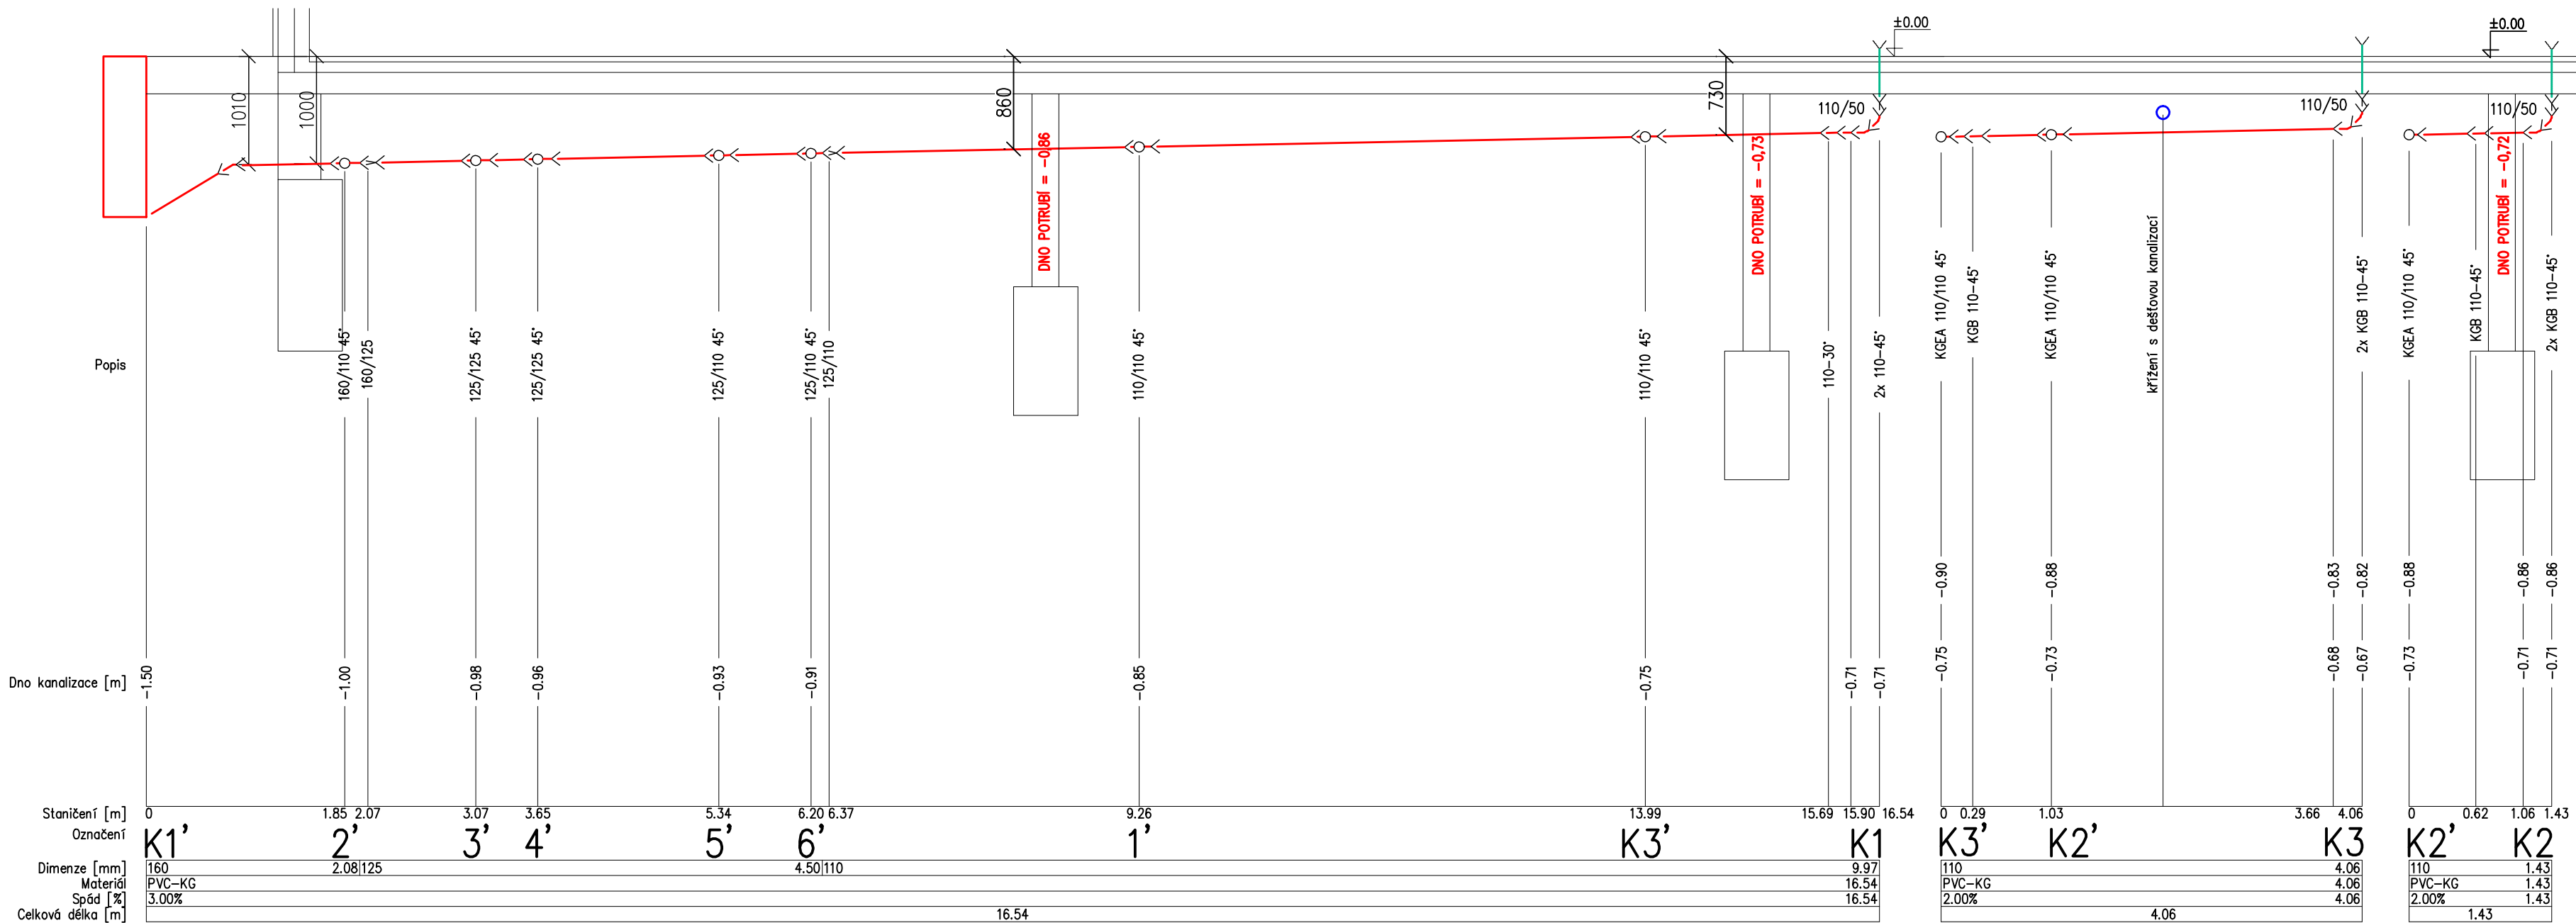 ±0.00
±0.00
1010
1000
860
730
110/50
110/50
110/50
DNO POTRUBÍ = -0,86
DNO POTRUBÍ = -0,73
DNO POTRUBÍ = -0,72
Popis
160/110 45°
160/125
125/125 45°
125/125 45°
125/110 45°
125/110 45°
125/110
110/110 45°
110/110 45°
110-30°
2x 110-45°
KGEA 110/110 45°
KGB 110-45°
KGEA 110/110 45°
křížení s dešťovou kanalizací
2x KGB 110-45°
KGEA 110/110 45°
KGB 110-45°
2x KGB 110-45°
-0.90
-0.88
-0.83
-0.82
-0.88
-0.86
-0.86
Dno kanalizace [m]
-1.50
-1.00
-0.98
-0.96
-0.93
-0.91
-0.85
-0.75
-0.71
-0.71
-0.75
-0.73
-0.68
-0.67
-0.73
-0.71
-0.71
Staničení [m] 0 1.85 2.07 3.07 3.65 5.34 6.20 6.37 9.26 13.99 15.69 15.90 16.54 0 0.29 1.03 3.66 4.06 0 0.62 1.06 1.43
Označení K1' 2' 3' 4' 5' 6' 1' K3' K1 K3' K2' K3 K2' K2
Dimenze [mm] 160 2.08 125 4.50 110 9.97 110 4.06 110 1.43
Materiál PVC-KG 16.54 PVC-KG 4.06 PVC-KG 1.43
Spád [%] 3.00% 16.54 2.00% 4.06 2.00% 1.43
Celková délka [m] 16.54 4.06 1.43